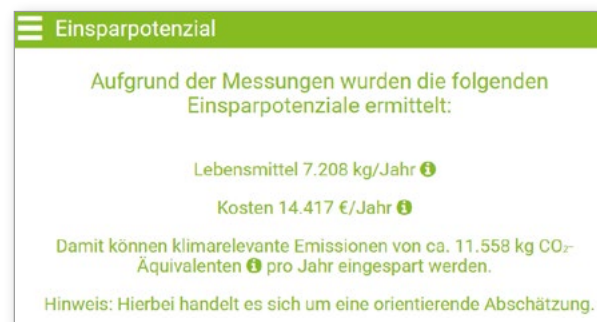 Einsparpotenzial
Aufgrund der Messungen wurden die folgenden
Einsparpotenziale ermittelt:
Lebensmittel 7.208 kg/Jahr
Kosten 14.417 €/Jahr
Damit können klimarelevante Emissionen von ca. 11.558 kg CO₂-
Äquivalenten pro Jahr eingespart werden.
Hinweis: Hierbei handelt es sich um eine orientierende Abschätzung.